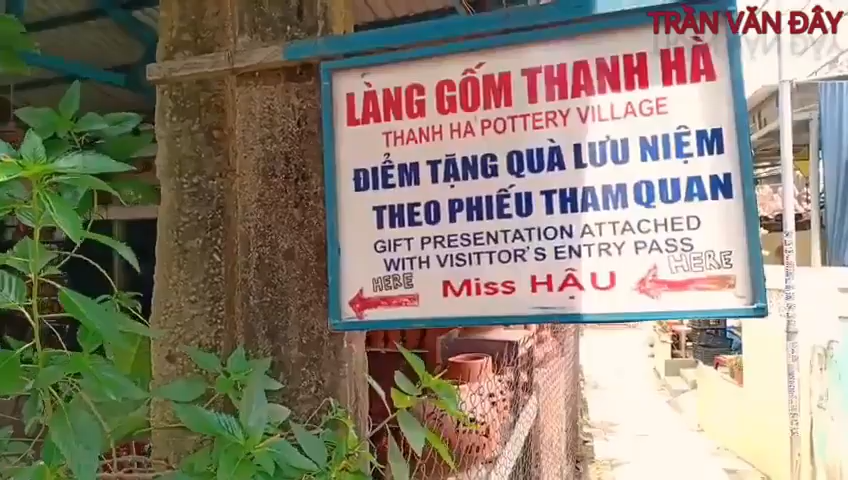 TRẦN VĂN ĐÂY
LÀNG GỐM THANH HÀ
THANH HA POTTERY VILLAGE
ĐIỂM TẶNG QUÀ LƯU NIỆM
THEO PHIẾU THAM QUAN
GIFT PRESENTATION ATTACHED
WITH VISITTOR'S ENTRY PASS
HERE HERE
Miss HẬU